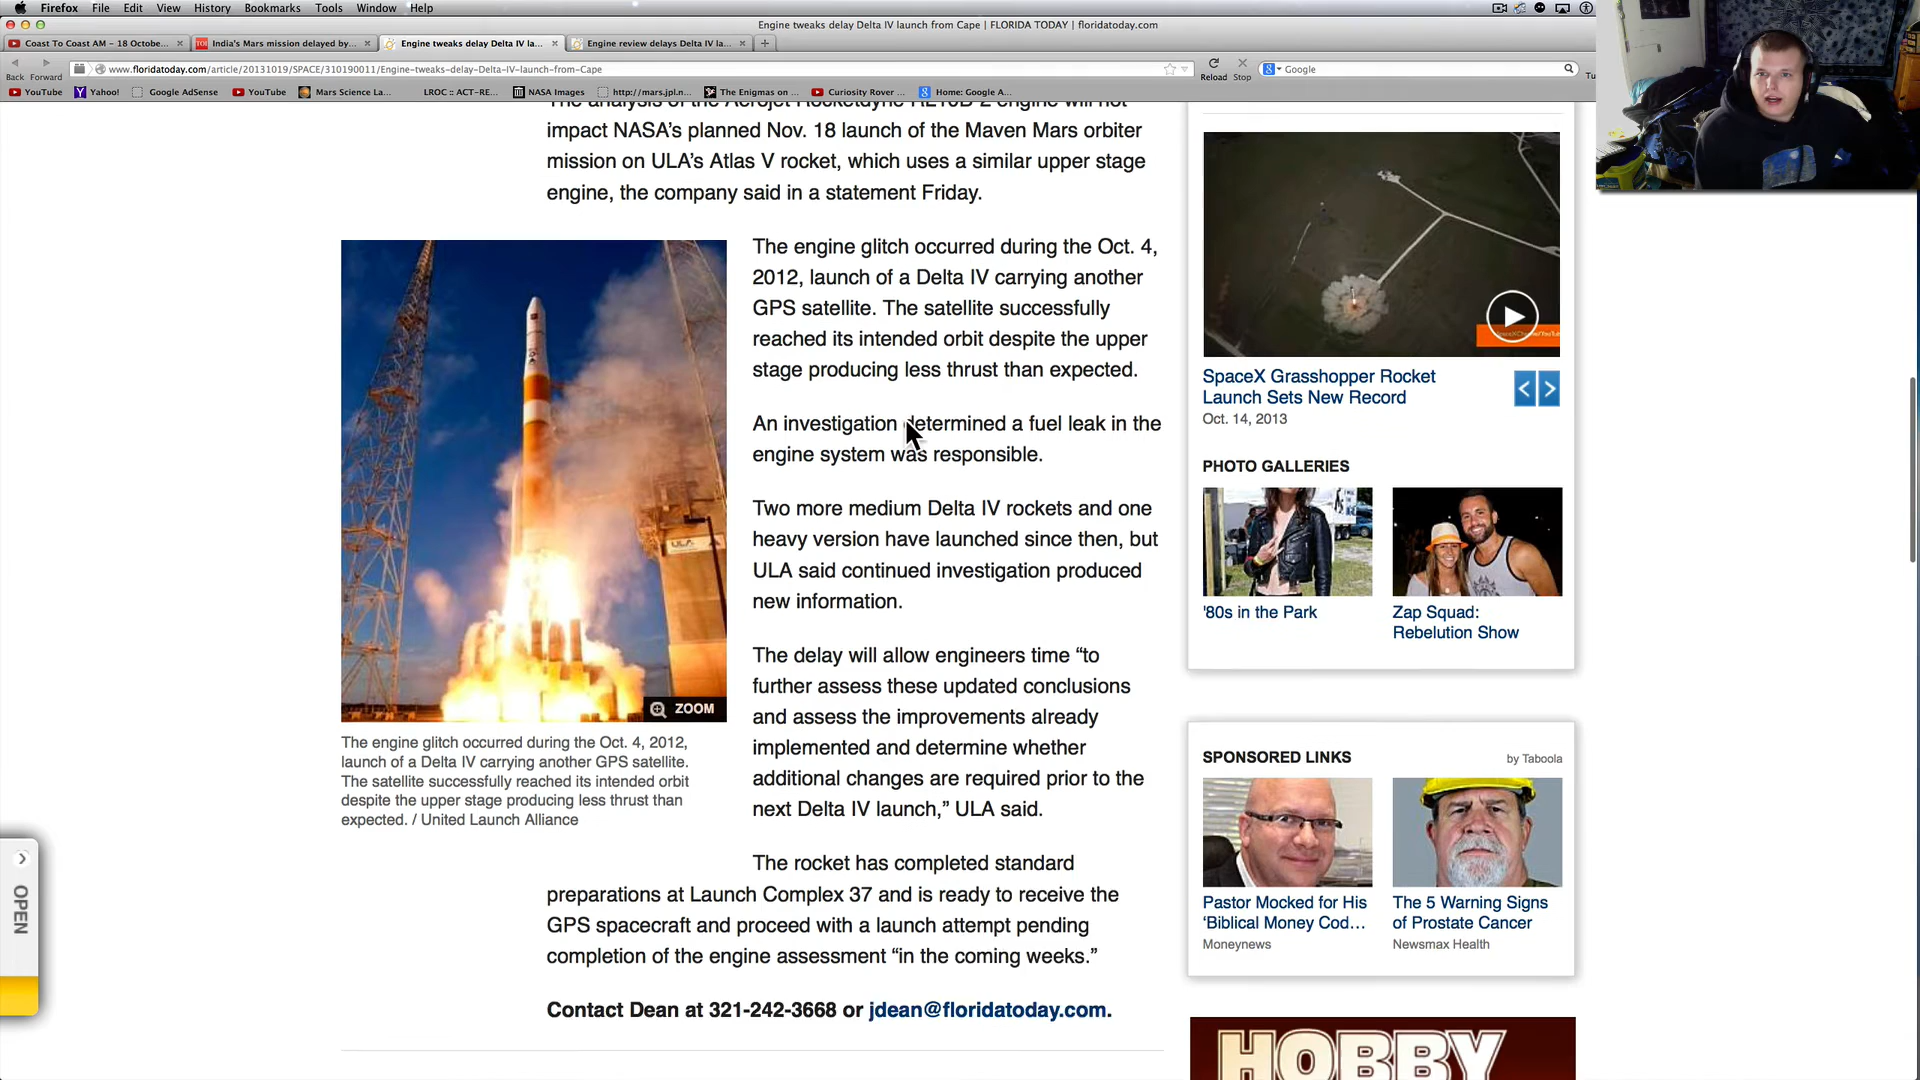 Firefox File Edit View History Bookmarks Tools Window Help
Engine tweaks delay Delta IV launch from Cape | FLORIDA TODAY | floridatoday.com
Coast To Coast AM – 18 Octobe...
India's Mars mission delayed by...
Engine tweaks delay Delta IV la...
Engine review delays Delta IV la...
Back Forward
www.floridatoday.com/article/20131019/SPACE/310190011/Engine-tweaks-delay-Delta-IV-launch-from-Cape
Reload Stop
Google
YouTube Yahoo! Google AdSense YouTube Mars Science La... LROC :: ACT-RE... NASA Images http://mars.jpl.n... The Enigmas on ... Curiosity Rover ... Home: Google A...
The analysis of the Aerojet Rocketdyne RL10B-2 engine will not
impact NASA's planned Nov. 18 launch of the Maven Mars orbiter
mission on ULA's Atlas V rocket, which uses a similar upper stage
engine, the company said in a statement Friday.
The engine glitch occurred during the Oct. 4,
2012, launch of a Delta IV carrying another
GPS satellite. The satellite successfully
reached its intended orbit despite the upper
stage producing less thrust than expected.
An investigation determined a fuel leak in the
engine system was responsible.
Two more medium Delta IV rockets and one
heavy version have launched since then, but
ULA said continued investigation produced
new information.
The delay will allow engineers time “to
further assess these updated conclusions
and assess the improvements already
implemented and determine whether
additional changes are required prior to the
next Delta IV launch,” ULA said.
The rocket has completed standard
preparations at Launch Complex 37 and is ready to receive the
GPS spacecraft and proceed with a launch attempt pending
completion of the engine assessment “in the coming weeks.”
Contact Dean at 321-242-3668 or jdean@floridatoday.com.
ULA
ZOOM
The engine glitch occurred during the Oct. 4, 2012,
launch of a Delta IV carrying another GPS satellite.
The satellite successfully reached its intended orbit
despite the upper stage producing less thrust than
expected. / United Launch Alliance
OPEN
SpaceX Grasshopper Rocket
Launch Sets New Record
Oct. 14, 2013
PHOTO GALLERIES
'80s in the Park
Zap Squad:
Rebelution Show
SPONSORED LINKS
by Taboola
Pastor Mocked for His
‘Biblical Money Cod...
Moneynews
The 5 Warning Signs
of Prostate Cancer
Newsmax Health
HOBBY